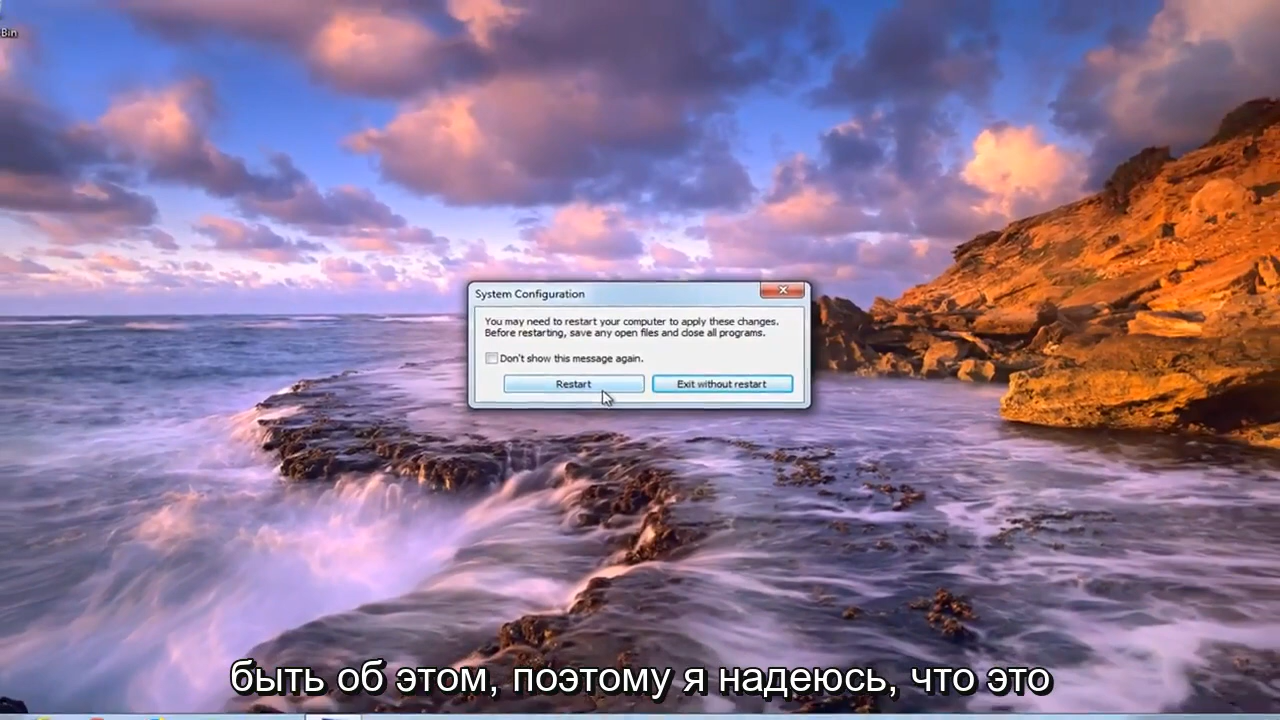 Bin
System Configuration
You may need to restart your computer to apply these changes.
Before restarting, save any open files and close all programs.
Don't show this message again.
Restart
Exit without restart
быть об этом, поэтому я надеюсь, что это